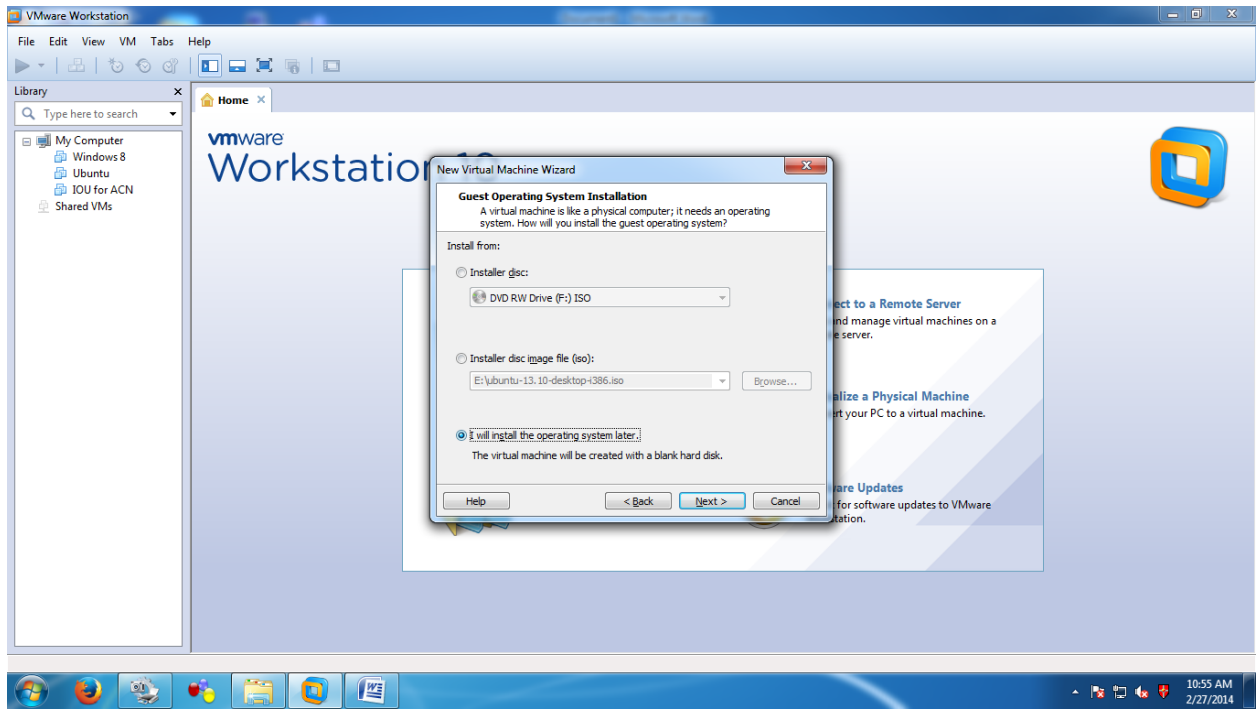 VMware Workstation
File Edit View VM Tabs Help
Library x
Home ×
Type here to search
My Computer
Windows 8
Ubuntu
IOU for ACN
Shared VMs
vmware
Workstation 10
New Virtual Machine Wizard
Guest Operating System Installation
A virtual machine is like a physical computer; it needs an operating
system. How will you install the guest operating system?
Install from:
Installer disc:
DVD RW Drive (F:) ISO
Installer disc image file (iso):
E:\ubuntu-13.10-desktop-i386.iso
Browse...
I will install the operating system later.
The virtual machine will be created with a blank hard disk.
Help < Back Next > Cancel
ect to a Remote Server
nd manage virtual machines on a
e server.
alize a Physical Machine
rt your PC to a virtual machine.
are Updates
for software updates to VMware
tation.
10:55 AM
2/27/2014